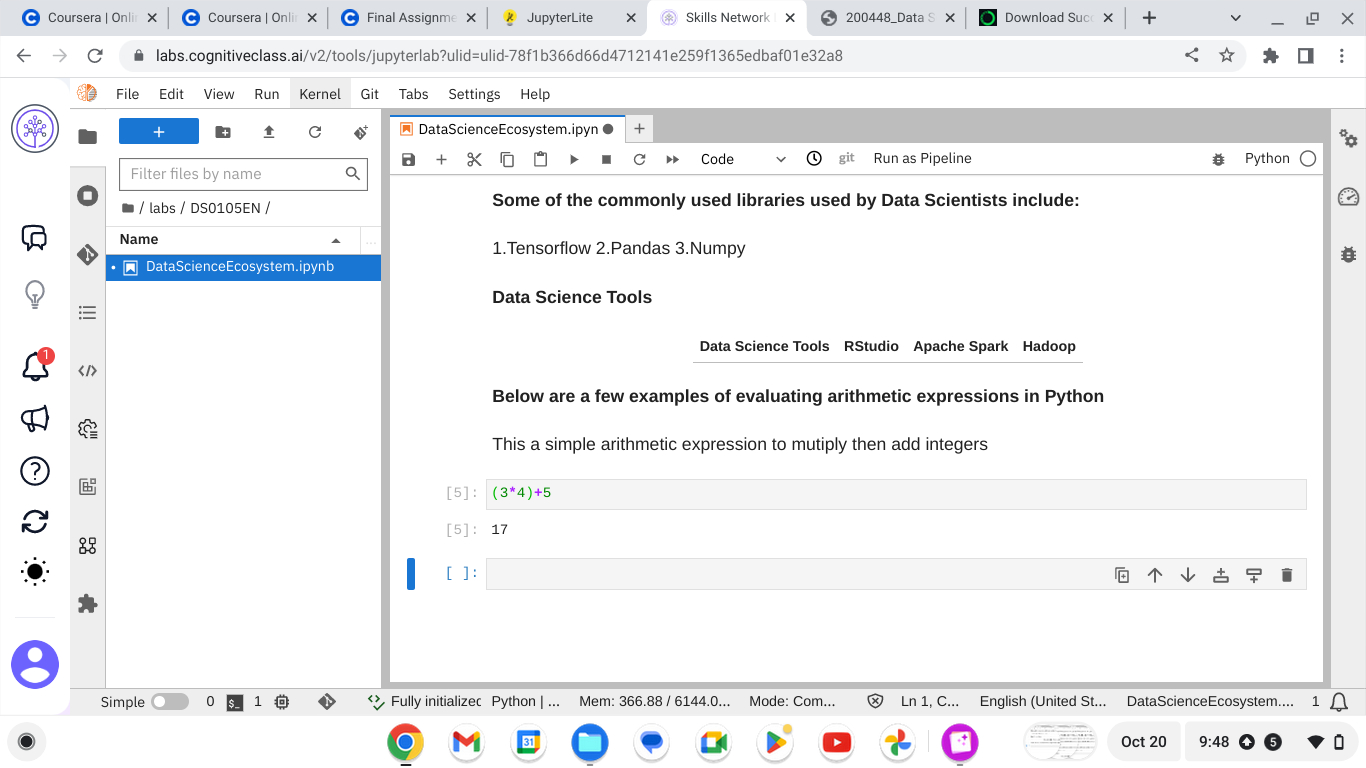 Coursera | Onli
Coursera | Onli
Final Assignme
JupyterLite
Skills Network
200448_Data S
Download Succ
labs.cognitiveclass.ai/v2/tools/jupyterlab?ulid=ulid-78f1b366d66d4712141e259f1365edbaf01e32a8
File Edit View Run Kernel Git Tabs Settings Help
Filter files by name
/ labs / DS0105EN /
Name
...
DataScienceEcosystem.ipynb
1
DataScienceEcosystem.ipyn
Code
git
Run as Pipeline
Python
Some of the commonly used libraries used by Data Scientists include:
1.Tensorflow 2.Pandas 3.Numpy
Data Science Tools
Data Science Tools RStudio Apache Spark Hadoop
Below are a few examples of evaluating arithmetic expressions in Python
This a simple arithmetic expression to mutiply then add integers
[5]: (3*4)+5
[5]: 17
[ ]:
Simple 0 $_ 1 Fully initialized Python | ... Mem: 366.88 / 6144.0... Mode: Com... Ln 1, C... English (United St... DataScienceEcosystem.... 1
31
Oct 20
9:48
5